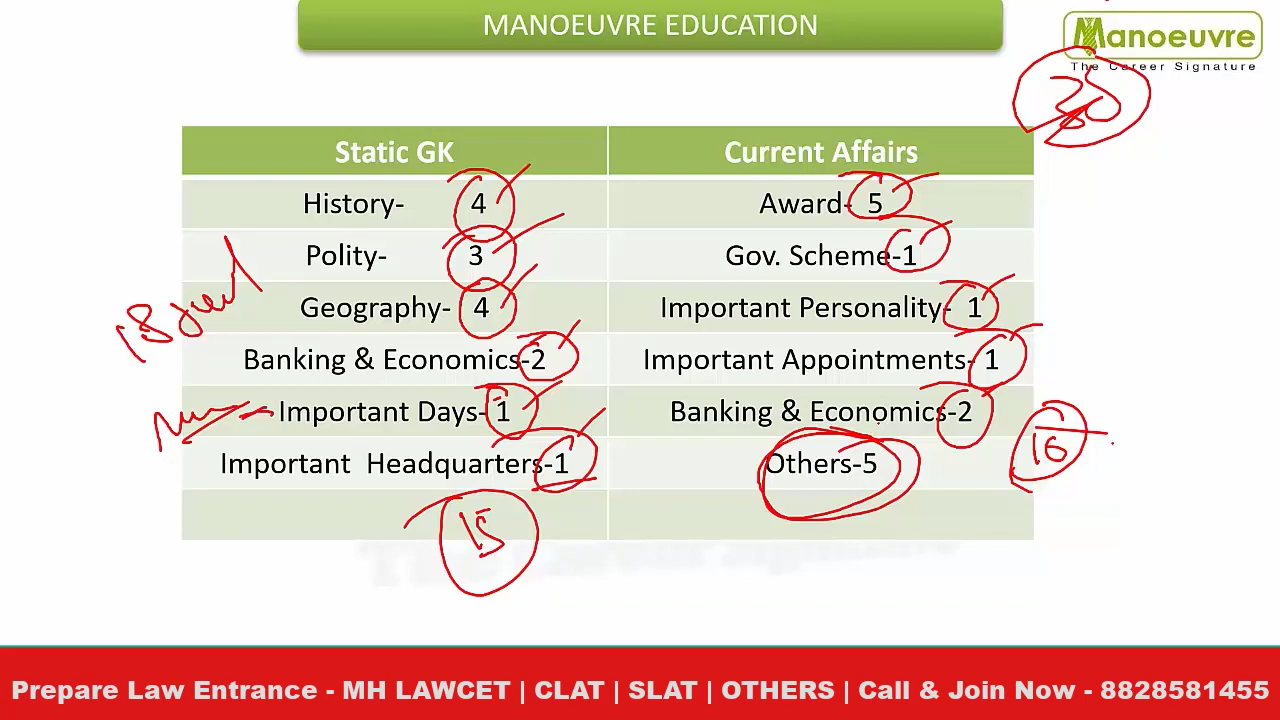 MANOEUVRE EDUCATION
Manoeuvre
The Career Signature
Static GK
Current Affairs
History- 4
Award- 5
Polity- 3
Gov. Scheme-1
Geography- 4
Important Personality- 1
Banking & Economics-2
Important Appointments- 1
Important Days- 1
Banking & Economics-2
Important Headquarters-1
Others-5
18
15
16
Prepare Law Entrance - MH LAWCET | CLAT | SLAT | OTHERS | Call & Join Now - 8828581455